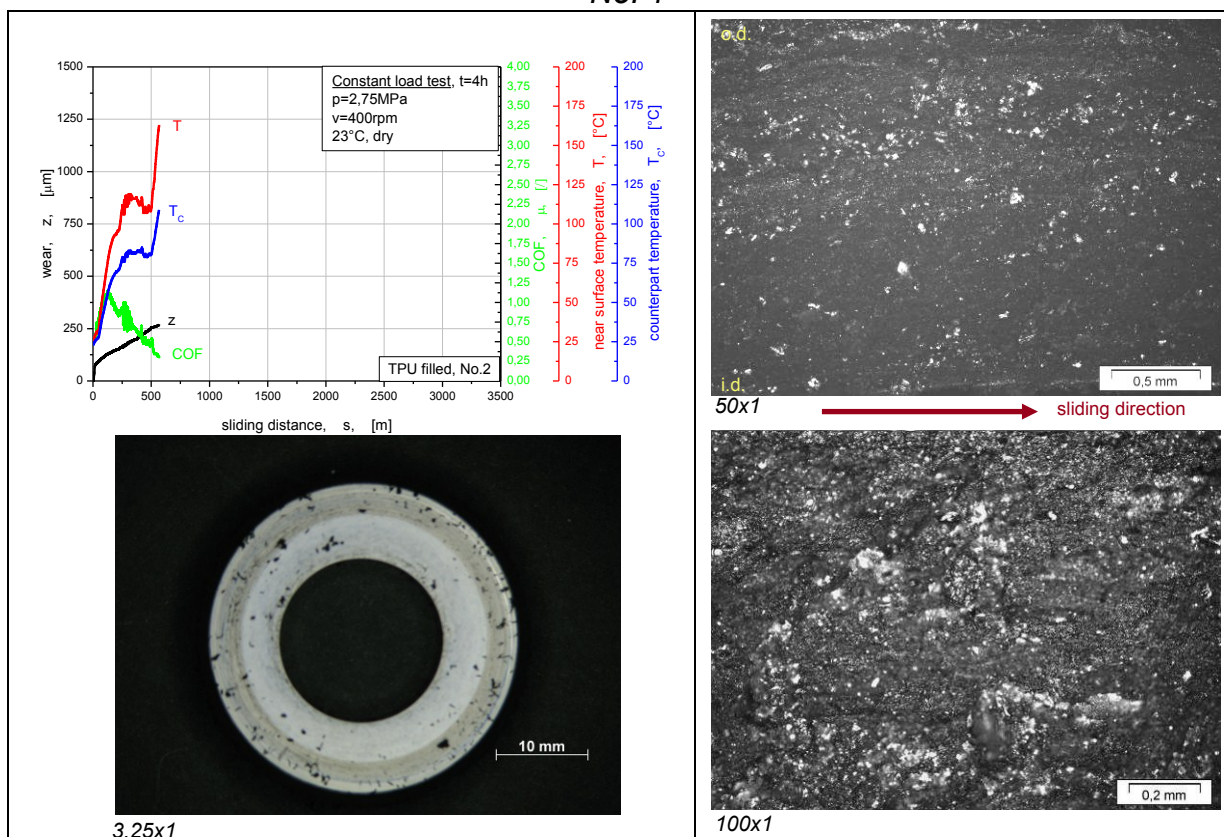 1500
1250
1000
750
500
250
0
wear, z, [µm]
Constant load test, t=4h
p=2,75MPa
v=400rpm
23°C, dry
T
T_C
z
COF
TPU filled, No.2
0
500
1000
1500
2000
2500
3000
3500
sliding distance, s, [m]
4,00
3,75
3,50
3,25
3,00
2,75
2,50
2,25
2,00
1,75
1,50
1,25
1,00
0,75
0,50
0,25
0,00
COF, µ, [/]
200
175
150
125
100
75
50
25
0
near surface temperature, T, [°C]
200
175
150
125
100
75
50
25
0
counterpart temperature, T_C, [°C]
10 mm
3,25x1
o.d.
i.d.
0,5 mm
50x1
sliding direction
0,2 mm
100x1